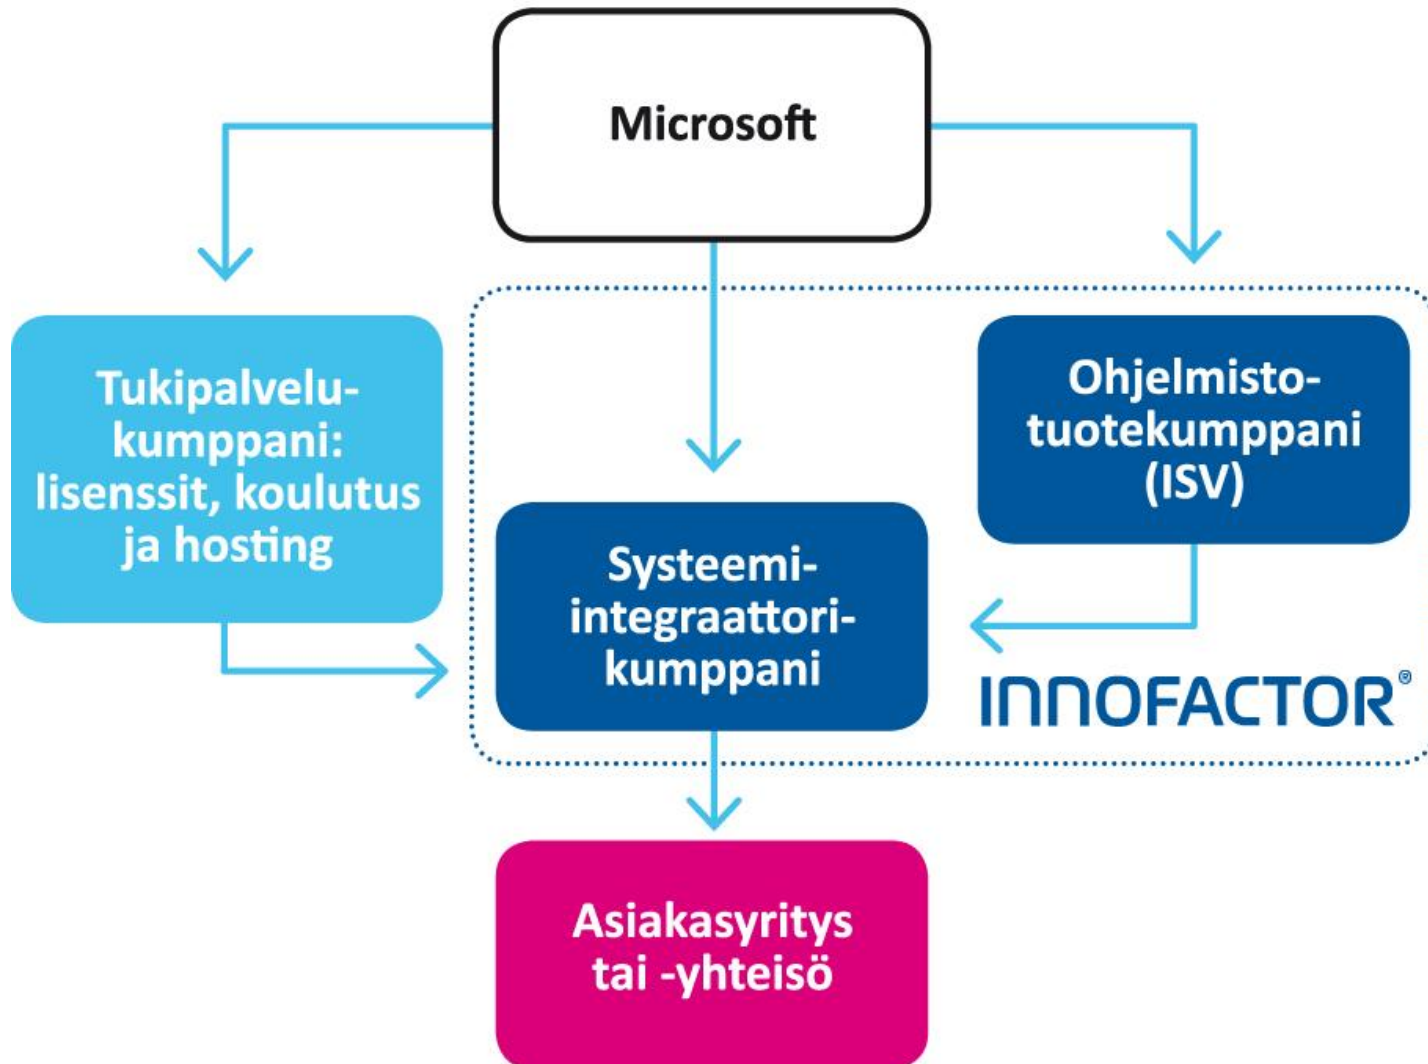 Microsoft
Tukipalvelu-
kumppani:
lisenssit, koulutus
ja hosting
Ohjelmisto-
tuotekumppani
(ISV)
Systeemi-
integraattori-
kumppani
INNOFACTOR®
Asiakasyritys
tai -yhteisö